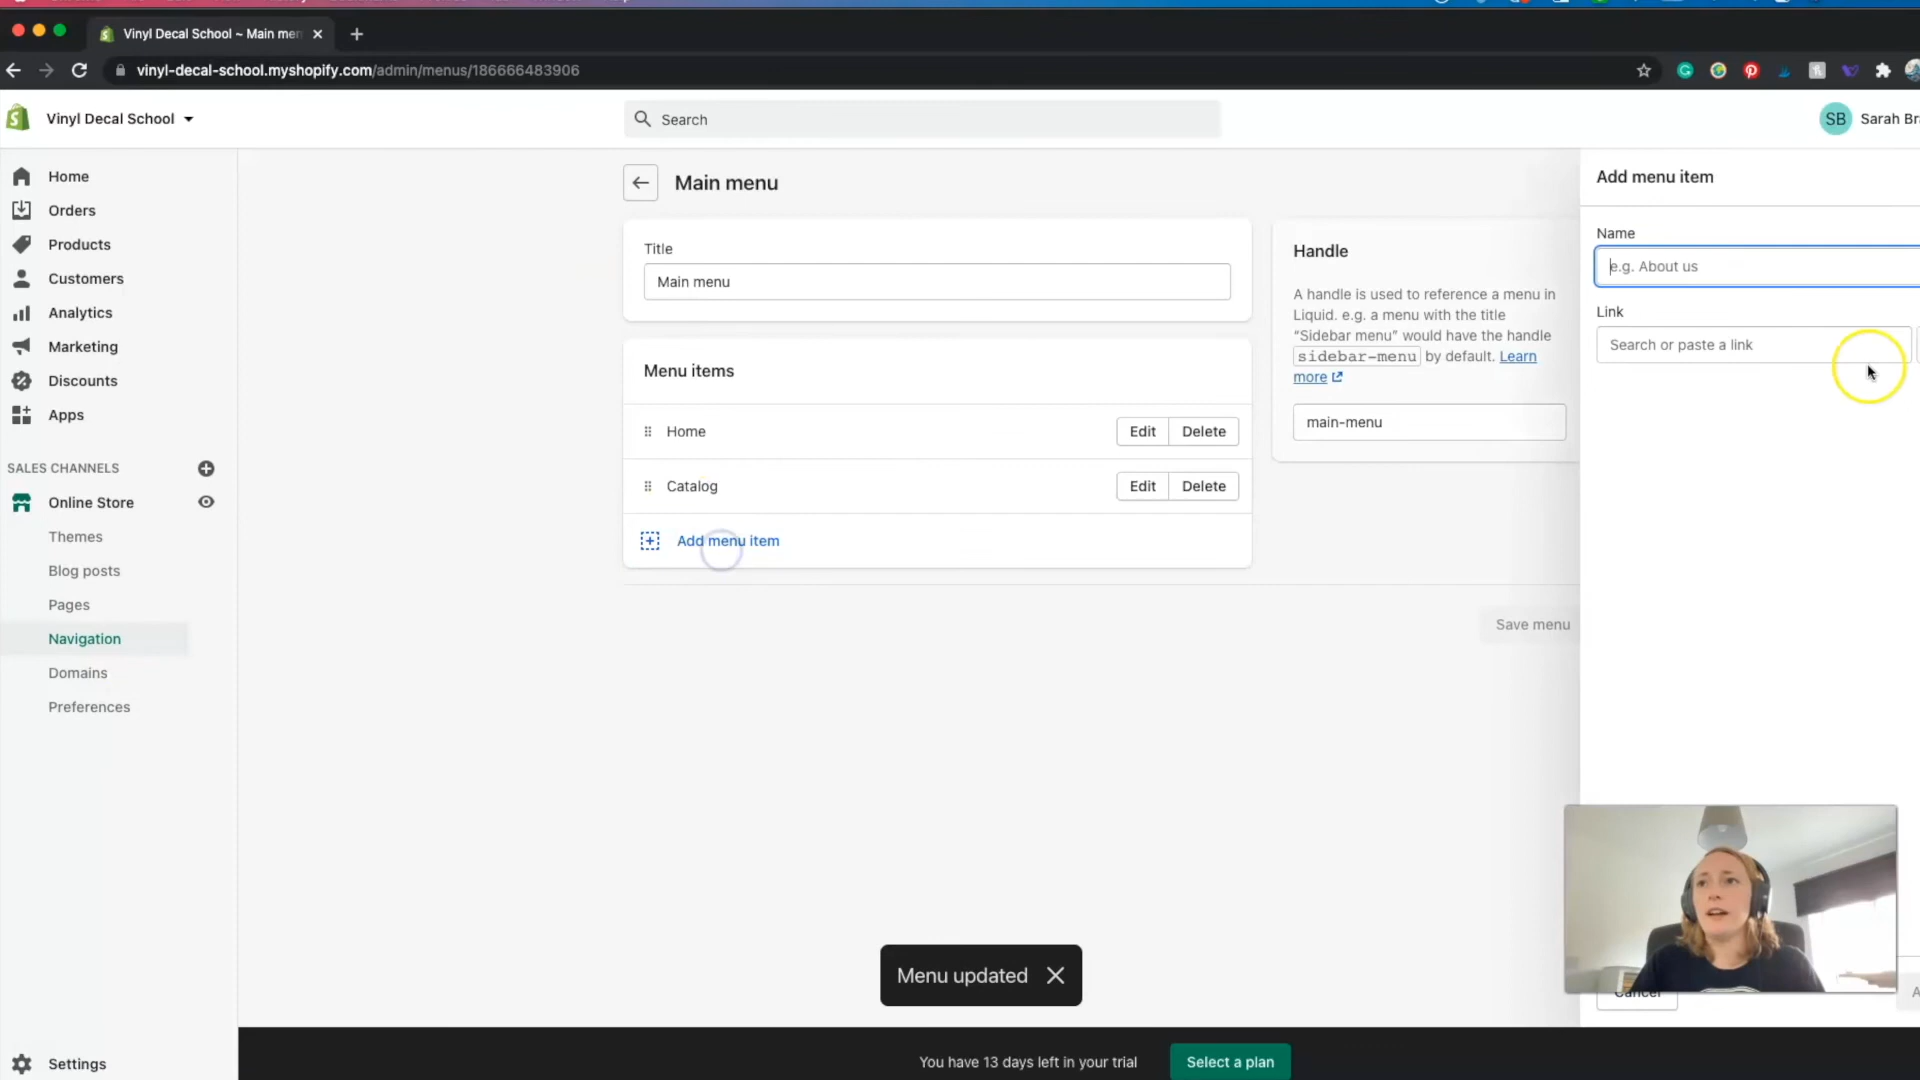 Vinyl Decal School ~ Main men
vinyl-decal-school.myshopify.com/admin/menus/186666483906
Vinyl Decal School
Search
SB
Sarah Br
Home
Orders
Products
Customers
Analytics
Marketing
Discounts
Apps
SALES CHANNELS
Online Store
Themes
Blog posts
Pages
Navigation
Domains
Preferences
Settings
Main menu
Title
Main menu
Menu items
Home
Edit
Delete
Catalog
Edit
Delete
Add menu item
Handle
A handle is used to reference a menu in
Liquid. e.g. a menu with the title
“Sidebar menu” would have the handle
sidebar-menu by default. Learn
more
main-menu
Save menu
Add menu item
Name
e.g. About us
Link
Search or paste a link
Cancel
Menu updated
You have 13 days left in your trial
Select a plan